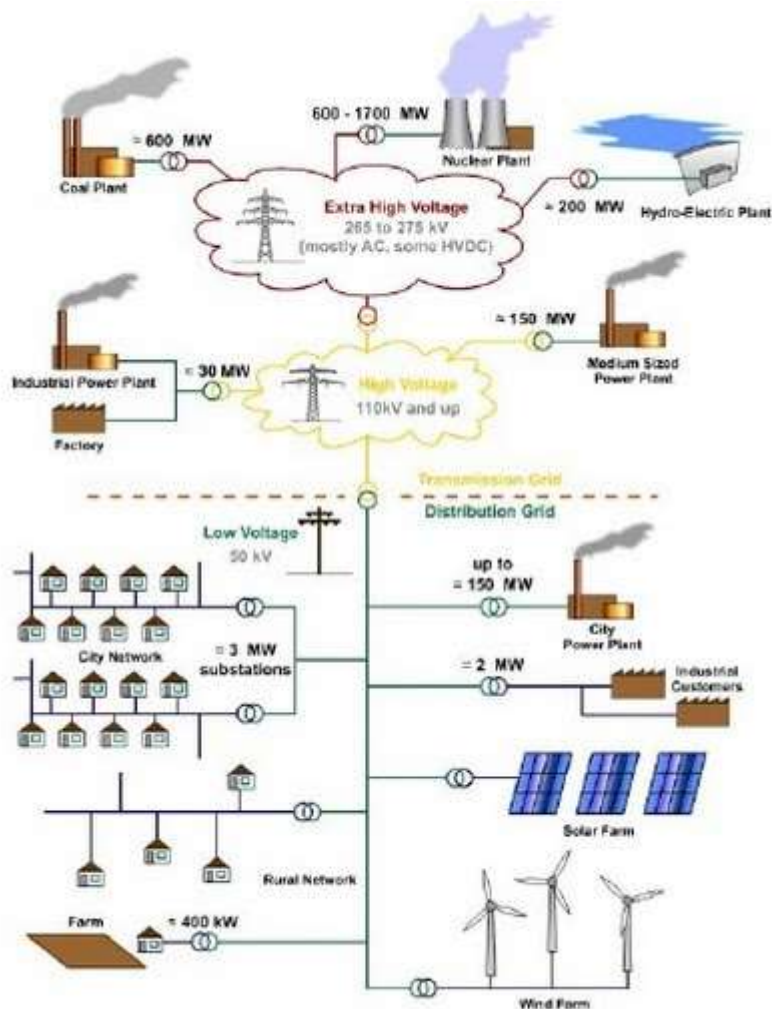 ≈ 600 MW
Coal Plant
600 - 1700 MW
Nuclear Plant
≈ 200 MW
Hydro-Electric Plant
Extra High Voltage
265 to 275 kV
(mostly AC, some HVDC)
≈ 150 MW
Medium Sized
Power Plant
Industrial Power Plant
≈ 30 MW
Factory
High Voltage
110kV and up
Transmission Grid
Distribution Grid
Low Voltage
50 kV
up to
≈ 150 MW
City
Power Plant
City Network
≈ 3 MW
substations
≈ 2 MW
Industrial
Customers
Solar Farm
Rural Network
Farm
≈ 400 kW
Wind Farm